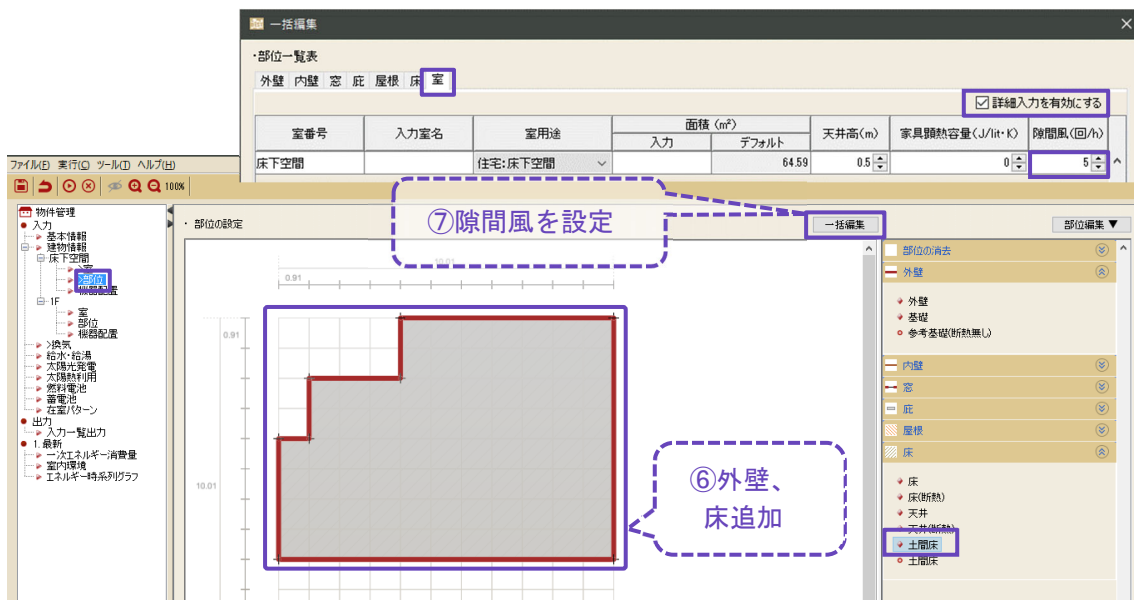 一括編集
・部位一覧表
外壁 内壁 窓 庇 屋根 床 室
詳細入力を有効にする
室番号 入力室名 室用途 面積（m²） 天井高(m) 家具顕熱容量(J/lit・K) 隙間風(回/h)
入力 デフォルト
床下空間 住宅:床下空間 64.59 0.5 0 5
ファイル(F) 実行(C) ツール(T) ヘルプ(H)
100%
物件管理
入力
基本情報
建物情報
床下空間
>室
>部位
機器配置
1F
室
部位
機器配置
>換気
給水・給湯
太陽光発電
太陽熱利用
燃料電池
蓄電池
在室パターン
出力
入力一覧出力
1.最新
一次エネルギー消費量
室内環境
エネルギー時系列グラフ
・ 部位の設定
⑦隙間風を設定
一括編集
部位編集 ▼
10.01
0.91
0.91
10.01
⑥外壁、
床追加
部位の消去
外壁
外壁
基礎
参考基礎(断熱無し)
内壁
窓
庇
屋根
床
床
床(断熱)
天井
天井(断熱)
土間床
土間床